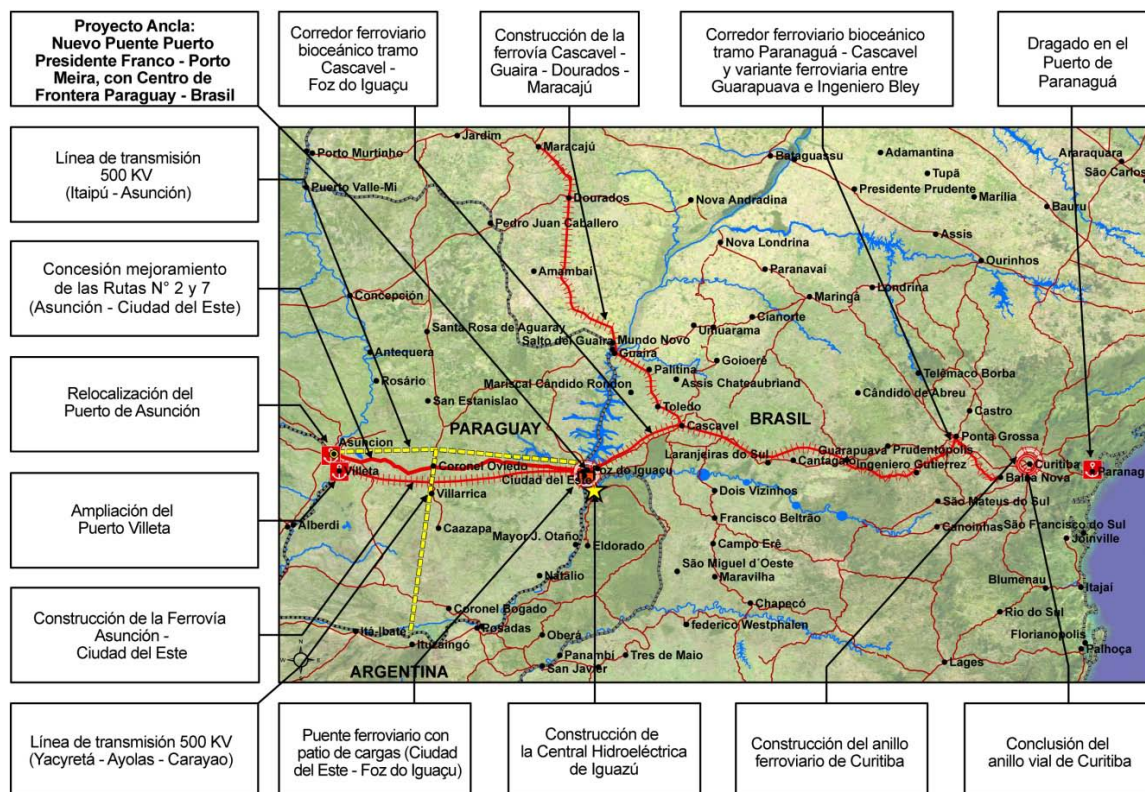 Proyecto Ancla:
Nuevo Puente Puerto
Presidente Franco - Porto
Meira, con Centro de
Frontera Paraguay - Brasil
Corredor ferroviario
bioceánico tramo
Cascavel -
Foz do Iguaçu
Construcción de la
ferrovía Cascavel -
Guaira - Dourados -
Maracajú
Corredor ferroviario bioceánico
tramo Paranaguá - Cascavel
y variante ferroviaria entre
Guarapuava e Ingeniero Bley
Dragado en el
Puerto de
Paranaguá
Línea de transmisión
500 KV
(Itaipú - Asunción)
Concesión mejoramiento
de las Rutas N° 2 y 7
(Asunción - Ciudad del Este)
Relocalización del
Puerto de Asunción
Ampliación del
Puerto Villeta
Construcción de la Ferrovía
Asunción -
Ciudad del Este
Línea de transmisión 500 KV
(Yacyretá - Ayolas - Carayao)
Puente ferroviario con
patio de cargas (Ciudad
del Este - Foz do Iguaçu)
Construcción de
la Central Hidroeléctrica
de Iguazú
Construcción del anillo
ferroviario de Curitiba
Conclusión del
anillo vial de Curitiba
Jardim
Maracajú
Porto Murtinho
Bataguassu
Adamantina
Araraquara
Tupã
São Carlos
Puerto Valle-Mi
Presidente Prudente
Marília
Dourados
Nova Andradina
Bauru
Pedro Juan Caballero
Assis
Nova Londrina
Ourinhos
Amambai
Paranavaí
Londrina
Concepción
Maringá
Cianorte
Santa Rosa de Aguaray
Umuarama
Salto del Guaira
Mundo Novo
Guaira
Antequera
Goioerê
Palitina
Telêmaco Borba
Rosário
Mariscal Cândido Rondon
Assis Chateaubriand
Cândido de Abreu
San Estanislao
Toledo
Castro
PARAGUAY
BRASIL
Cascavel
Ponta Grossa
Asuncion
Guarapuava
Prudentópolis
Laranjeiras do Sul
Cantagalo
Ingeniero Gutierrez
Curitiba
Coronel Oviedo
Foz do Iguaçu
Villeta
Ciudad del Este
Balsa Nova
Paranag
Villarrica
Dois Vizinhos
São Mateus do Sul
Alberdi
Caazapa
Francisco Beltrão
Canoinhas
São Francisco do Sul
Mayor J. Otaño
Eldorado
Campo Erê
Joinville
São Miguel d´Oeste
Natalio
Maravilha
Blumenau
Itajaí
Coronel Bogado
Chapecó
Rio do Sul
Itá-Ibaté
Rosadas
Oberá
federico Westphalen
Florianopolis
Ituzaingó
Panambí
Tres de Maio
Palhoça
ARGENTINA
San Javier
Lages